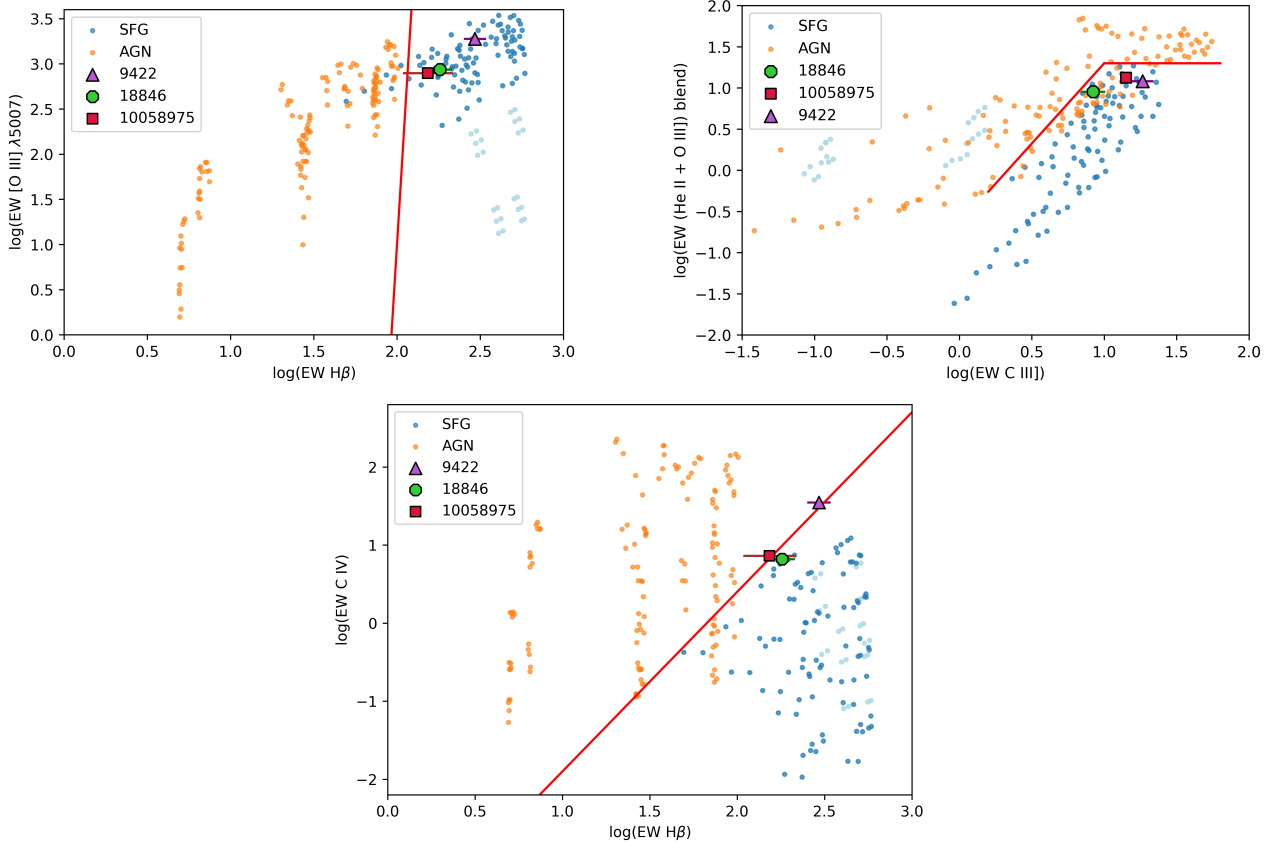 3.5
3.0
2.5
2.0
1.5
1.0
0.5
0.0
log(EW [O III] λ5007)
SFG
AGN
9422
18846
10058975
0.0 0.5 1.0 1.5 2.0 2.5 3.0
log(EW Hβ)
2.0
1.5
1.0
0.5
0.0
−0.5
−1.0
−1.5
−2.0
log(EW (He II + O III]) blend)
SFG
AGN
18846
10058975
9422
−1.5 −1.0 −0.5 0.0 0.5 1.0 1.5 2.0
log(EW C III])
2
1
0
−1
−2
log(EW C IV)
SFG
AGN
9422
18846
10058975
0.0 0.5 1.0 1.5 2.0 2.5 3.0
log(EW Hβ)